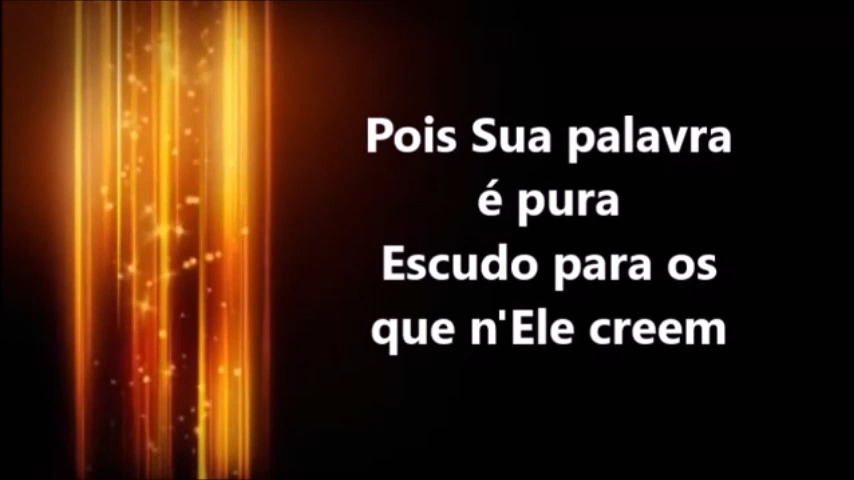 Pois Sua palavra
é pura
Escudo para os
que n'Ele creem